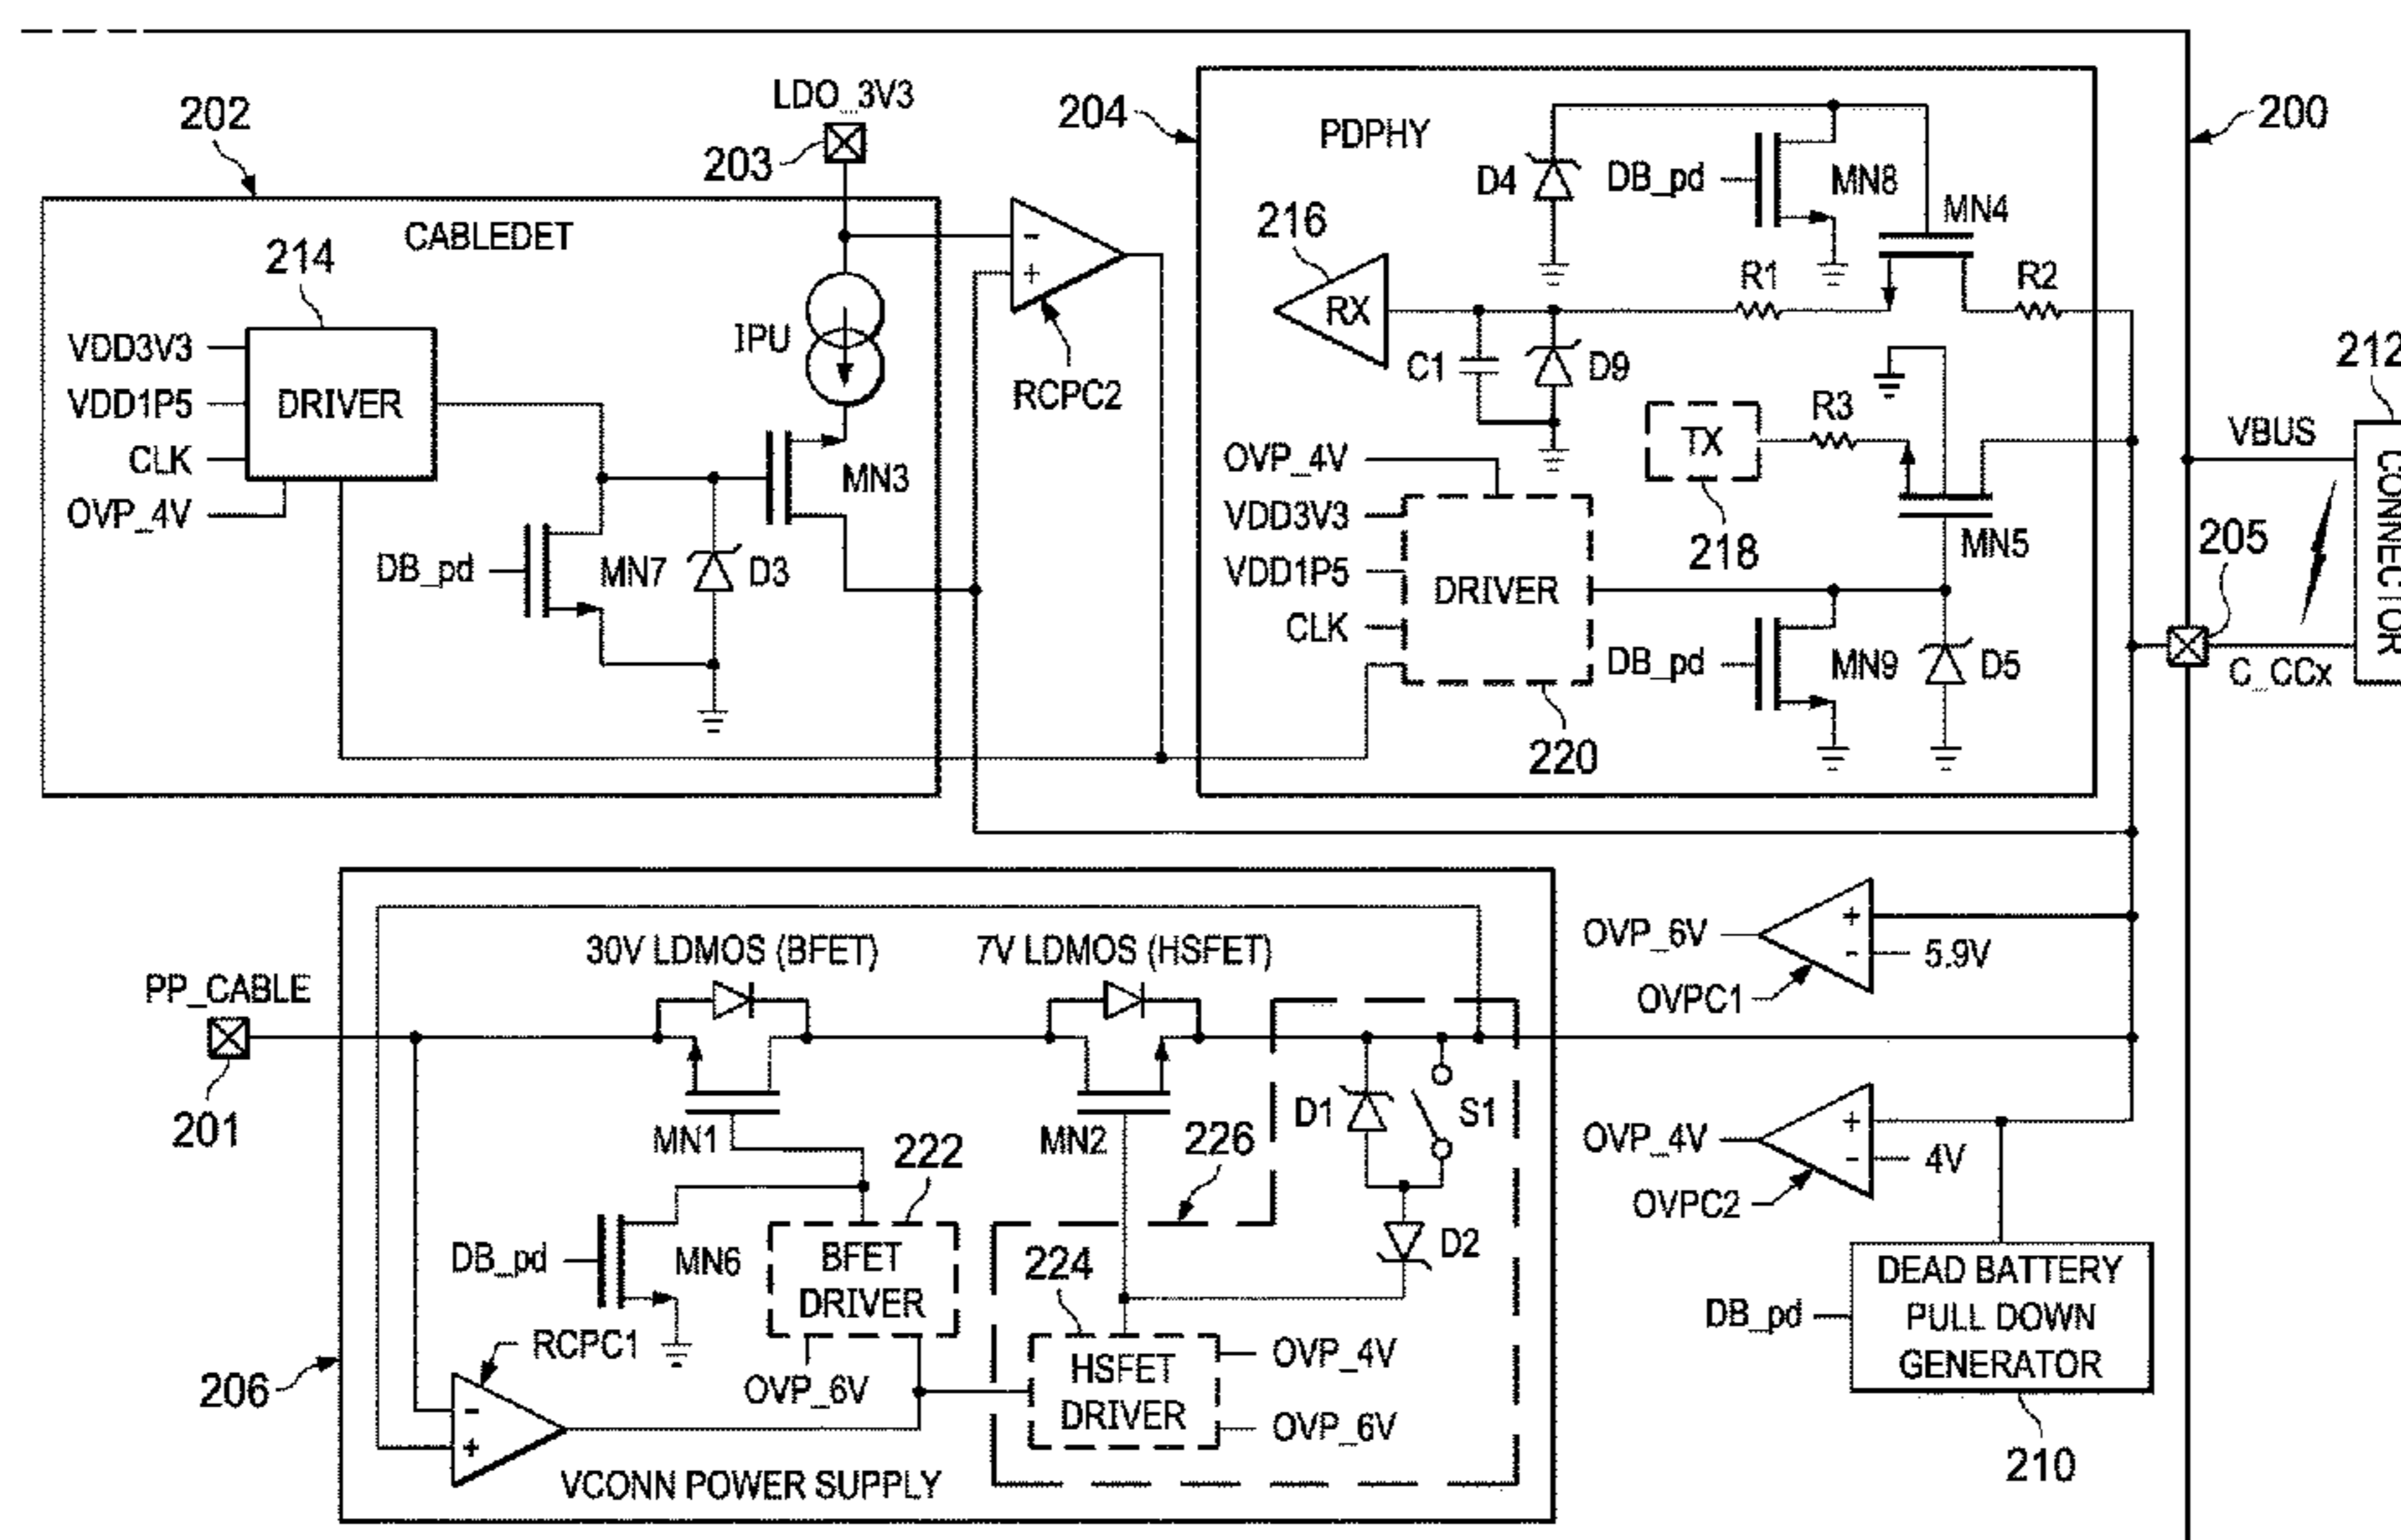 202
LDO_3V3
203
204
PDPHY
200
CABLEDET
214
VDD3V3
VDD1P5
CLK
OVP_4V
DRIVER
IPU
RCPC2
MN3
DB_pd
MN7
D3
D4
DB_pd
MN8
MN4
216
RX
R1
R2
C1
D9
212
R3
TX
218
MN5
VBUS
CONNECTOR
205
C_CCx
OVP_4V
VDD3V3
VDD1P5
CLK
DRIVER
220
DB_pd
MN9
D5
30V LDMOS (BFET)
7V LDMOS (HSFET)
PP_CABLE
201
MN1
MN2
222
226
D1
S1
D2
DB_pd
MN6
BFET
DRIVER
224
HSFET
DRIVER
OVP_4V
OVP_6V
OVP_6V
RCPC1
206
-
+
VCONN POWER SUPPLY
-
+
OVP_6V
+
-
5.9V
OVPC1
OVP_4V
+
-
4V
OVPC2
DB_pd
DEAD BATTERY
PULL DOWN
GENERATOR
210